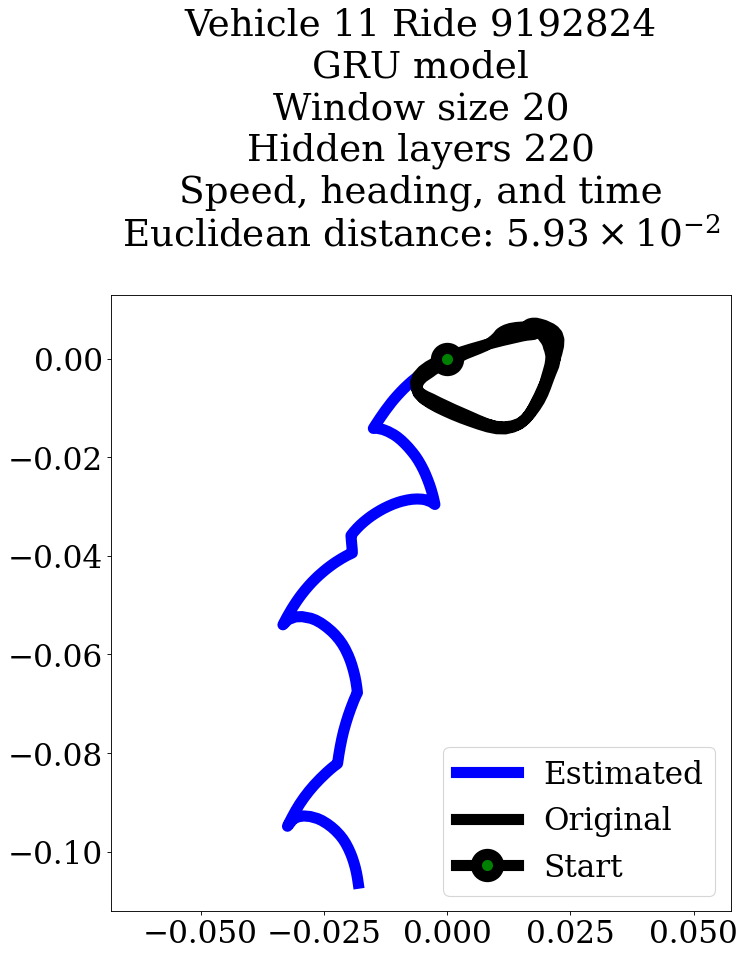 Vehicle 11 Ride 9192824
GRU model
Window size 20
Hidden layers 220
Speed, heading, and time
Euclidean distance: 5.93 × 10⁻²
0.00
−0.02
−0.04
−0.06
−0.08
−0.10
Estimated
Original
Start
−0.050 −0.025 0.000 0.025 0.050